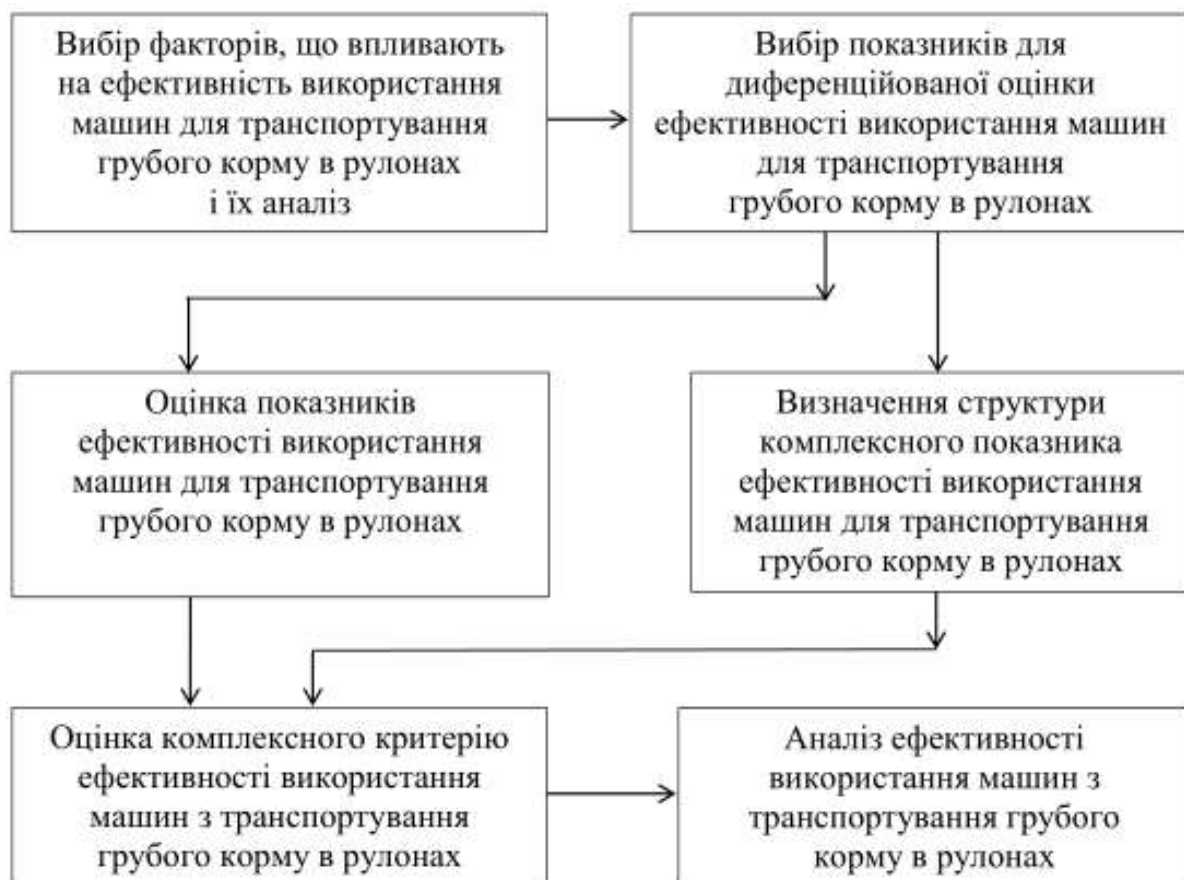 Вибір факторів, що впливають
на ефективність використання
машин для транспортування
грубого корму в рулонах
і їх аналіз
Вибір показників для
диференційованої оцінки
ефективності використання машин
для транспортування
грубого корму в рулонах
Оцінка показників
ефективності використання
машин для транспортування
грубого корму в рулонах
Визначення структури
комплексного показника
ефективності використання
машин для транспортування
грубого корму в рулонах
Оцінка комплексного критерію
ефективності використання
машин з транспортування
грубого корму в рулонах
Аналіз ефективності
використання машин з
транспортування грубого
корму в рулонах